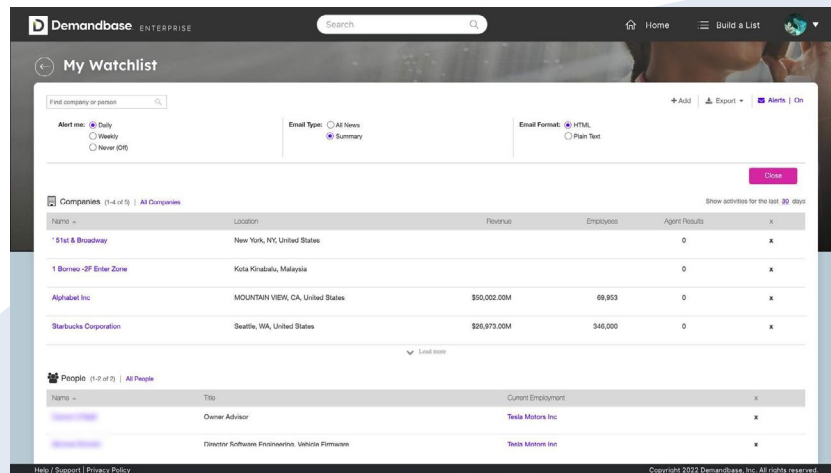 Demandbase ENTERPRISE
Search
Home
Build a List
My Watchlist
Find company or person
+ Add
Export
Alerts | On
Alert me: Daily
Weekly
Never (Off)
Email Type: All News
Summary
Email Format: HTML
Plain Text
Close
Companies (1-4 of 5) | All Companies
Show activities for the last 30 days
Name Location Revenue Employees Agent Results x
' 51st & Broadway New York, NY, United States 0 x
1 Borneo -2F Enter Zone Kota Kinabalu, Malaysia 0 x
Alphabet Inc MOUNTAIN VIEW, CA, United States $50,002.00M 69,953 0 x
Starbucks Corporation Seattle, WA, United States $26,973.00M 346,000 0 x
Load more
People (1-2 of 2) | All People
Name Title Current Employment x
Owner Advisor Tesla Motors Inc x
Director Software Engineering, Vehicle Firmware Tesla Motors Inc x
Help / Support | Privacy Policy
Copyright 2022 Demandbase, Inc. All rights reserved.